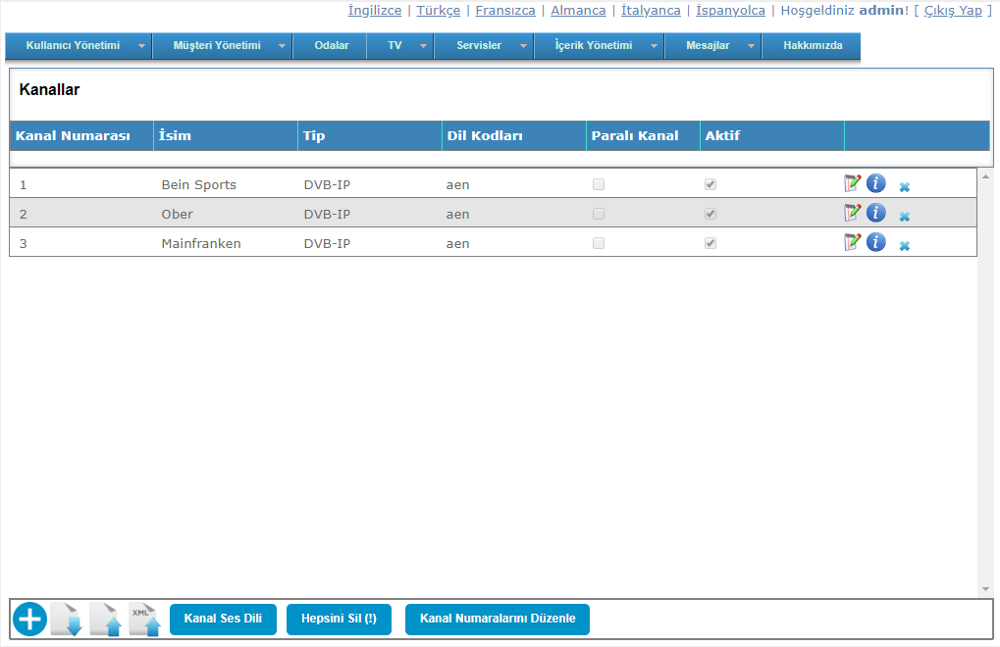 İngilizce | Türkçe | Fransızca | Almanca | İtalyanca | İspanyolca | Hoşgeldiniz admin! [ Çıkış Yap ]
Kullanıcı Yönetimi Müşteri Yönetimi Odalar TV Servisler İçerik Yönetimi Mesajlar Hakkımızda
Kanallar
Kanal Numarası İsim Tip Dil Kodları Paralı Kanal Aktif
1 Bein Sports DVB-IP aen
2 Ober DVB-IP aen
3 Mainfranken DVB-IP aen
XML Kanal Ses Dili Hepsini Sil (!) Kanal Numaralarını Düzenle